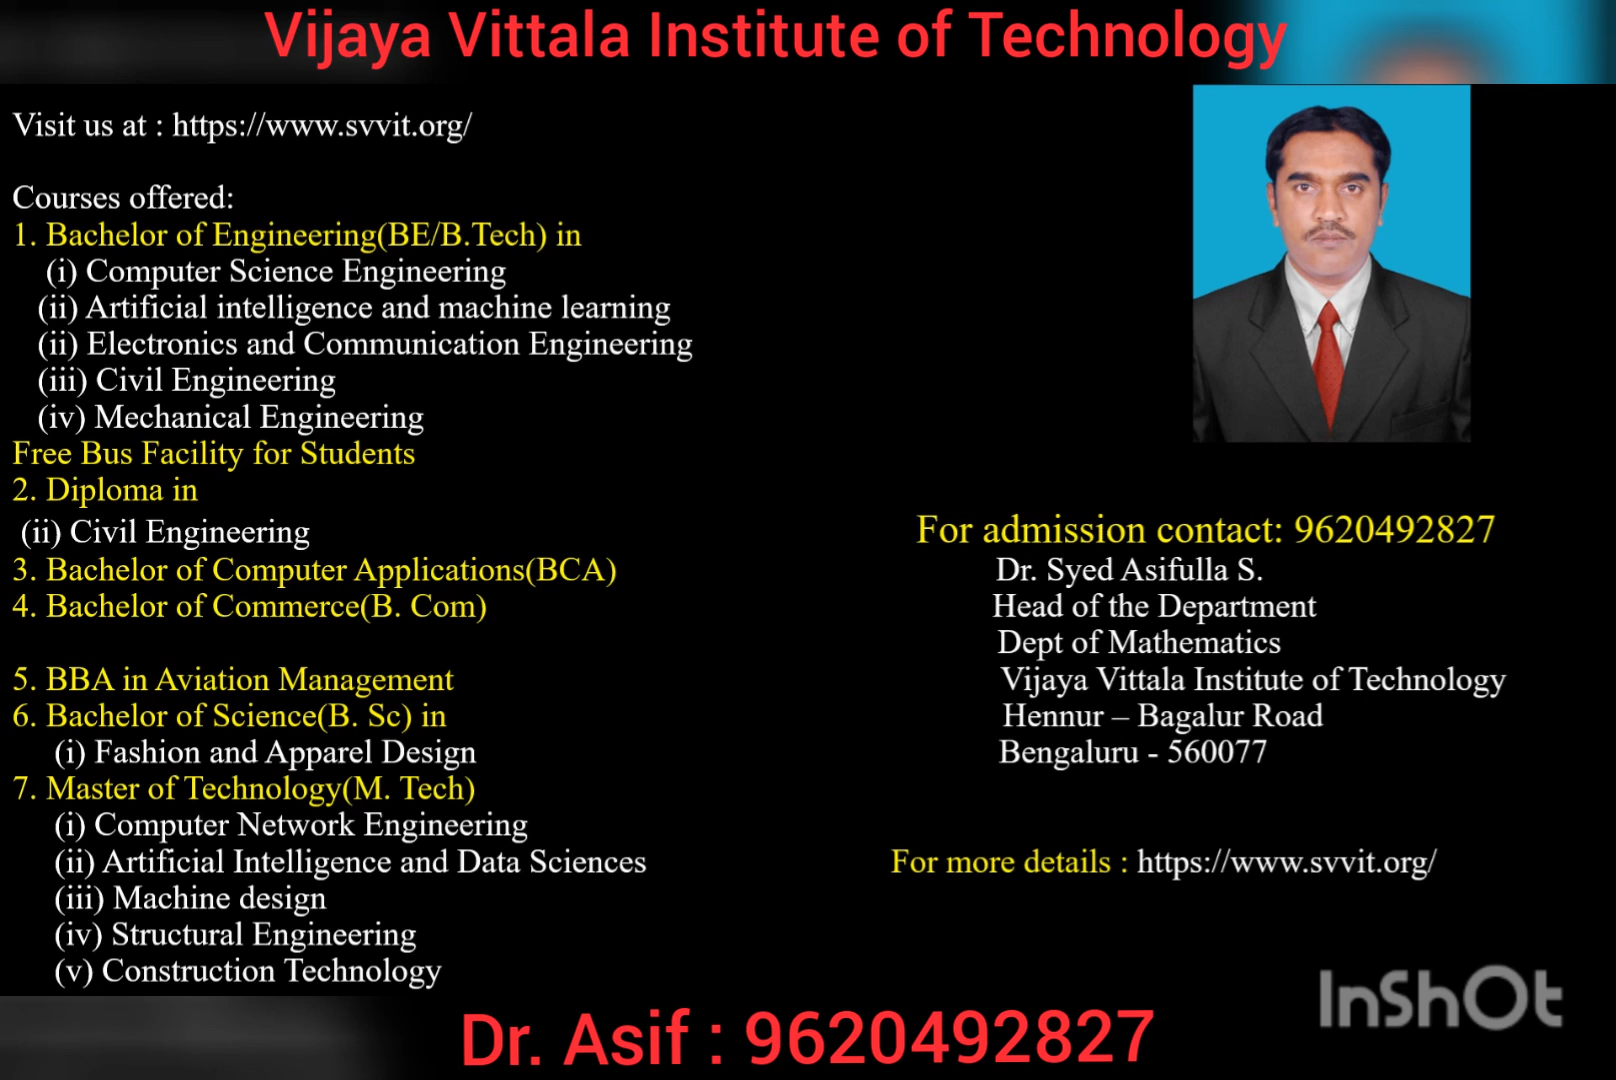 Vijaya Vittala Institute of Technology
Visit us at : https://www.svvit.org/
Courses offered:
1. Bachelor of Engineering(BE/B.Tech) in
(i) Computer Science Engineering
(ii) Artificial intelligence and machine learning
(ii) Electronics and Communication Engineering
(iii) Civil Engineering
(iv) Mechanical Engineering
Free Bus Facility for Students
2. Diploma in
(ii) Civil Engineering
3. Bachelor of Computer Applications(BCA)
4. Bachelor of Commerce(B. Com)
5. BBA in Aviation Management
6. Bachelor of Science(B. Sc) in
(i) Fashion and Apparel Design
7. Master of Technology(M. Tech)
(i) Computer Network Engineering
(ii) Artificial Intelligence and Data Sciences
(iii) Machine design
(iv) Structural Engineering
(v) Construction Technology
For admission contact: 9620492827
Dr. Syed Asifulla S.
Head of the Department
Dept of Mathematics
Vijaya Vittala Institute of Technology
Hennur – Bagalur Road
Bengaluru - 560077
For more details : https://www.svvit.org/
InShOt
Dr. Asif : 9620492827